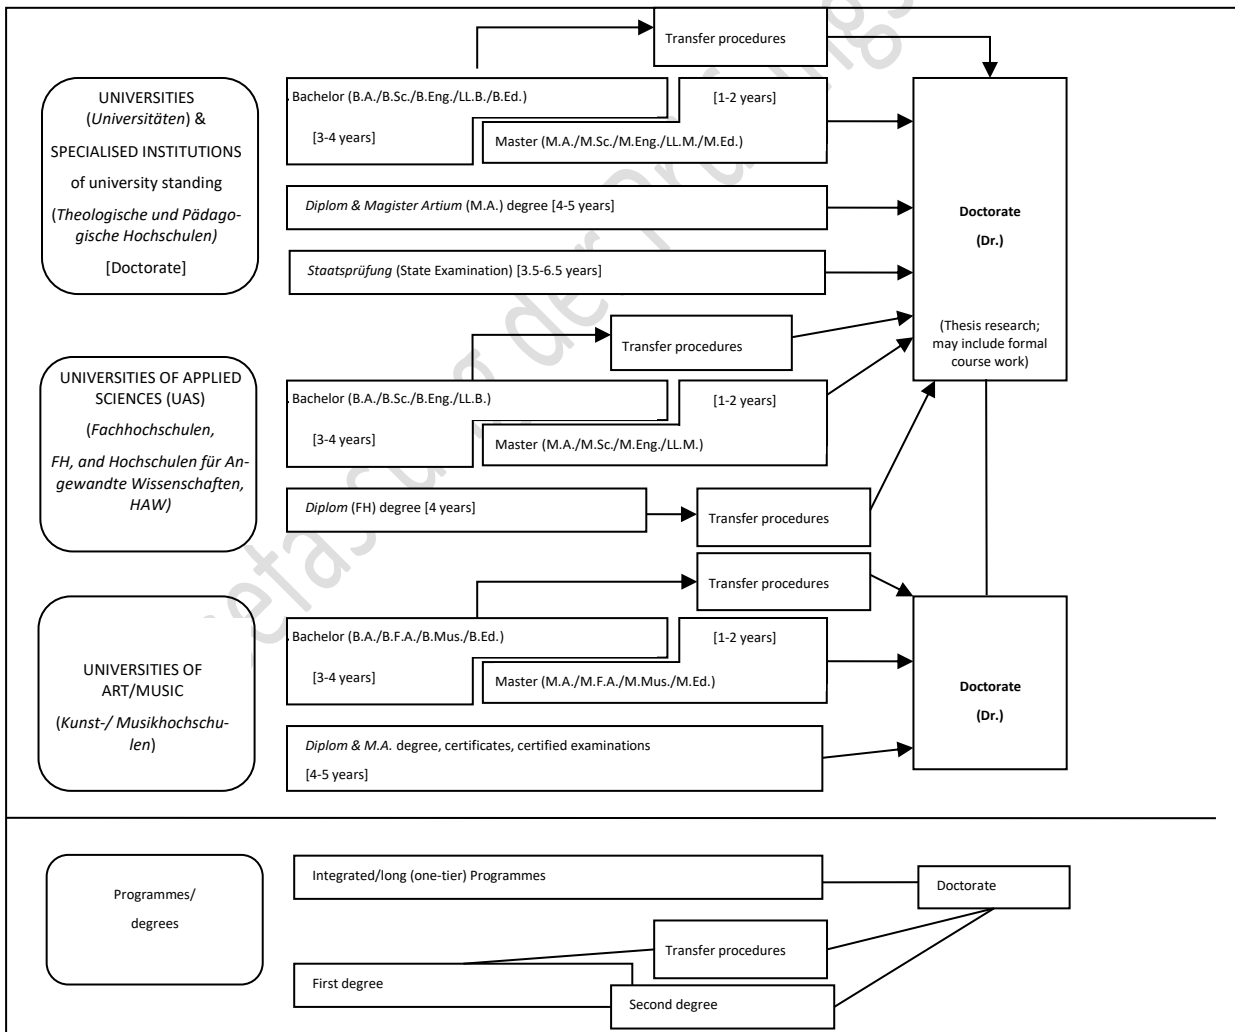 Transfer procedures
UNIVERSITIES
(Universitäten) &
SPECIALISED INSTITUTIONS
of university standing
(Theologische und Pädago-
gische Hochschulen)
[Doctorate]
Bachelor (B.A./B.Sc./B.Eng./LL.B./B.Ed.)
[3-4 years]
[1-2 years]
Master (M.A./M.Sc./M.Eng./LL.M./M.Ed.)
Diplom & Magister Artium (M.A.) degree [4-5 years]
Staatsprüfung (State Examination) [3.5-6.5 years]
Doctorate
(Dr.)
(Thesis research;
may include formal
course work)
Transfer procedures
UNIVERSITIES OF APPLIED
SCIENCES (UAS)
(Fachhochschulen,
FH, and Hochschulen für An-
gewandte Wissenschaften,
HAW)
Bachelor (B.A./B.Sc./B.Eng./LL.B.)
[3-4 years]
[1-2 years]
Master (M.A./M.Sc./M.Eng./LL.M.)
Diplom (FH) degree [4 years]
Transfer procedures
Transfer procedures
UNIVERSITIES OF
ART/MUSIC
(Kunst-/ Musikhochschu-
len)
Bachelor (B.A./B.F.A./B.Mus./B.Ed.)
[3-4 years]
[1-2 years]
Master (M.A./M.F.A./M.Mus./M.Ed.)
Diplom & M.A. degree, certificates, certified examinations
[4-5 years]
Doctorate
(Dr.)
Programmes/
degrees
Integrated/long (one-tier) Programmes
Doctorate
Transfer procedures
First degree
Second degree